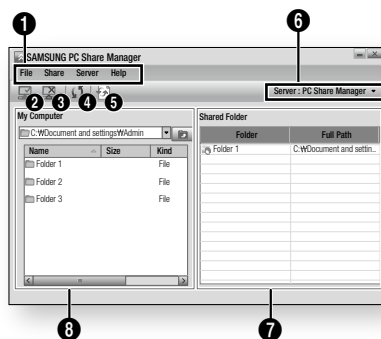 1
6
SAMSUNG PC Share Manager
File Share Server Help
2 3 4 5
Server : PC Share Manager
My Computer
Shared Folder
C:₩Document and settings₩Admin
Folder Full Path
Name Size Kind
Folder 1 C:₩Document and settin...
Folder 1 File
Folder 2 File
Folder 3 File
8 7